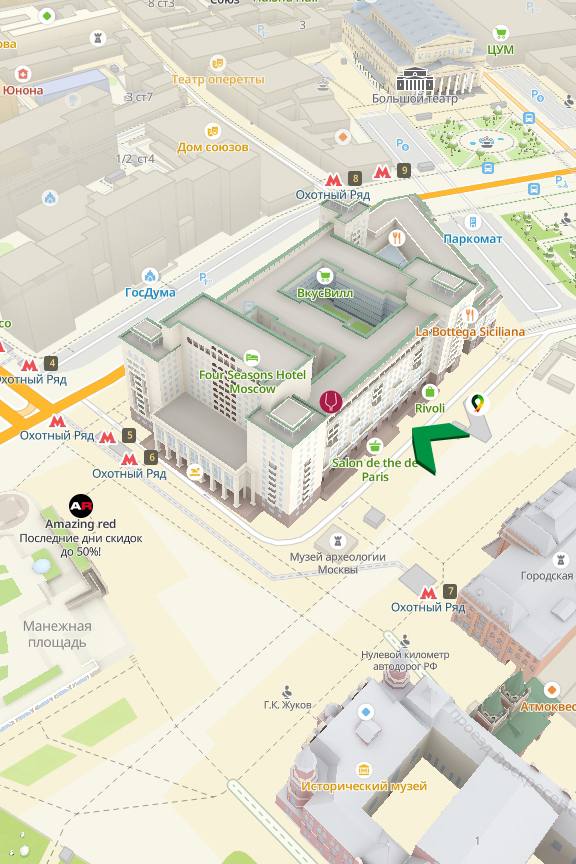 8 ст3
3
ЦУМ
Юнона
Театр оперетты
3 ст7
Большой театр
Дом союзов
1/2 ст4
8
9
Охотный Ряд
Паркомат
ГосДума
ВкусВилл
La Bottega Siciliana
4
Охотный Ряд
Four Seasons Hotel
Moscow
Rivoli
Охотный Ряд
5
6
Охотный Ряд
Salon de the de
Paris
AR
Amazing red
Последние дни скидок
до 50%!
Музей археологии
Москвы
Городская
7
Охотный Ряд
Манежная
площадь
Нулевой километр
автодорог РФ
Г.К. Жуков
Атмоквес
Исторический музей
1